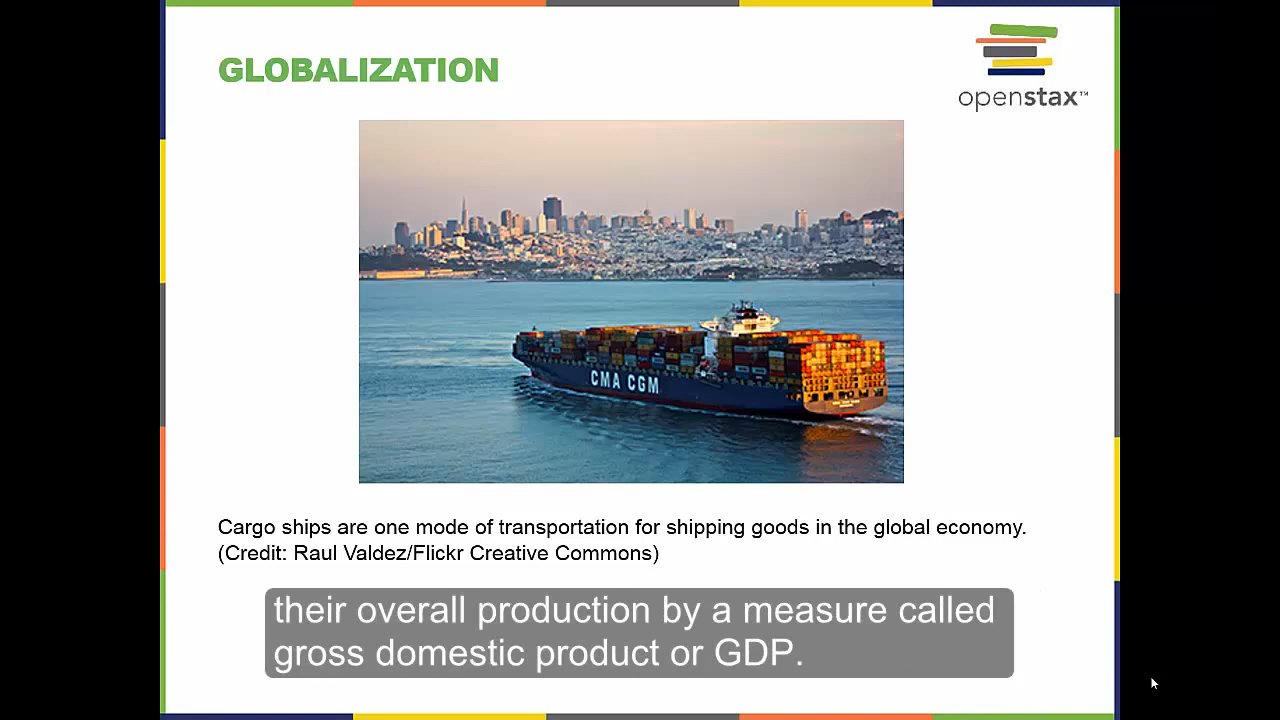 GLOBALIZATION
openstax™
CMA CGM
Cargo ships are one mode of transportation for shipping goods in the global economy.
(Credit: Raul Valdez/Flickr Creative Commons)
their overall production by a measure called
gross domestic product or GDP.